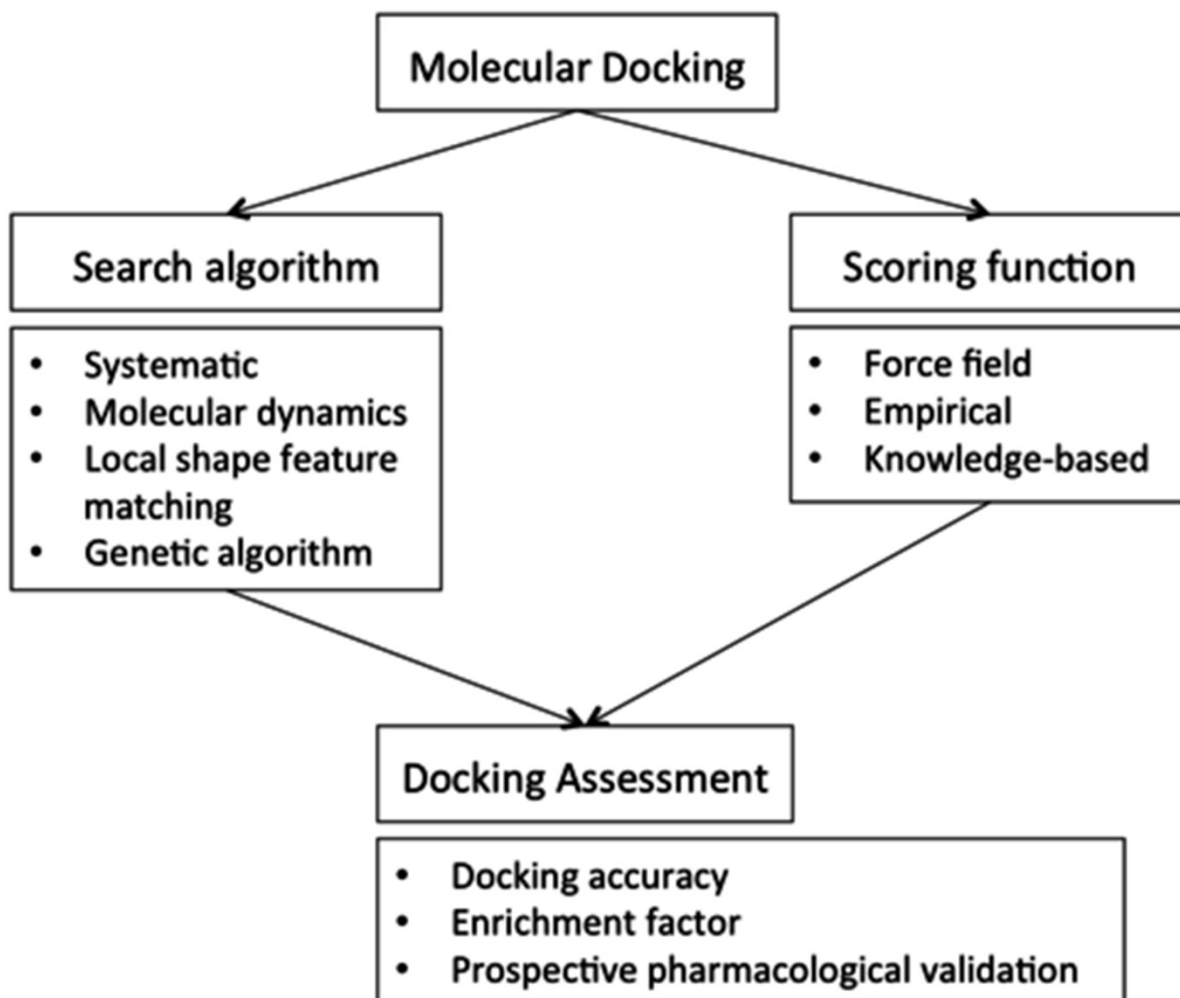 Molecular Docking
Search algorithm
• Systematic
• Molecular dynamics
• Local shape feature
matching
• Genetic algorithm
Scoring function
• Force field
• Empirical
• Knowledge-based
Docking Assessment
• Docking accuracy
• Enrichment factor
• Prospective pharmacological validation